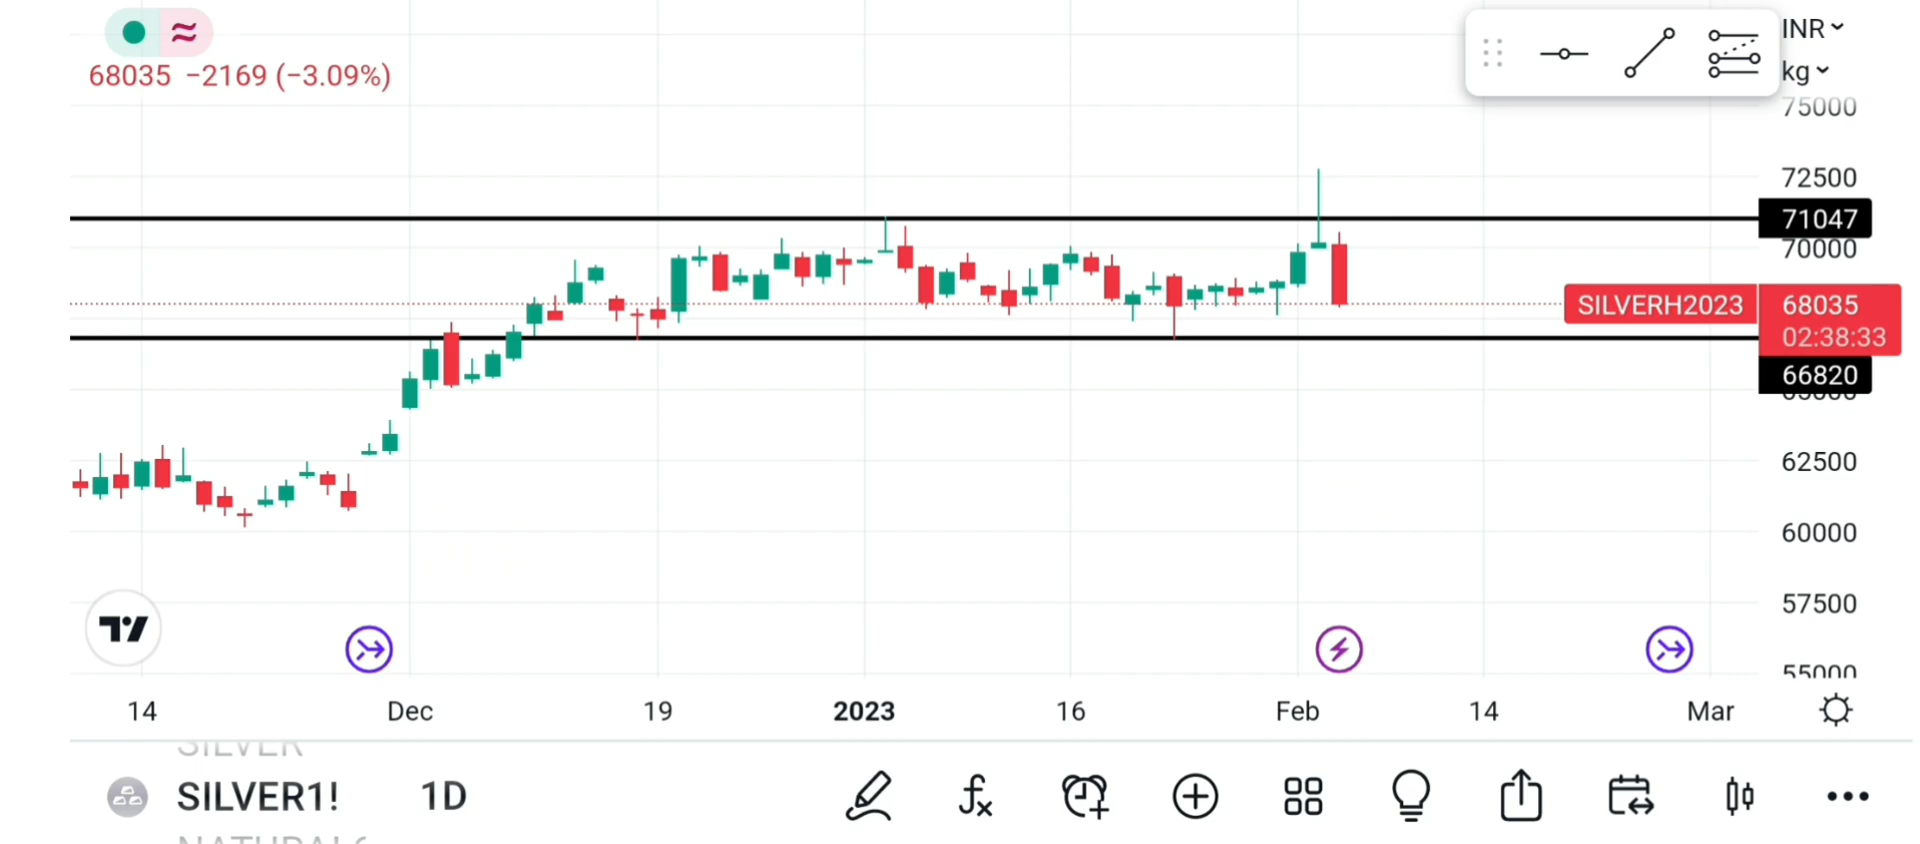 INR
68035 −2169 (−3.09%)
kg
75000
72500
71047
70000
SILVERH2023 68035
02:38:33
66820
65000
62500
60000
57500
55000
14 Dec 19 2023 16 Feb 14 Mar
SILVER
SILVER1! 1D